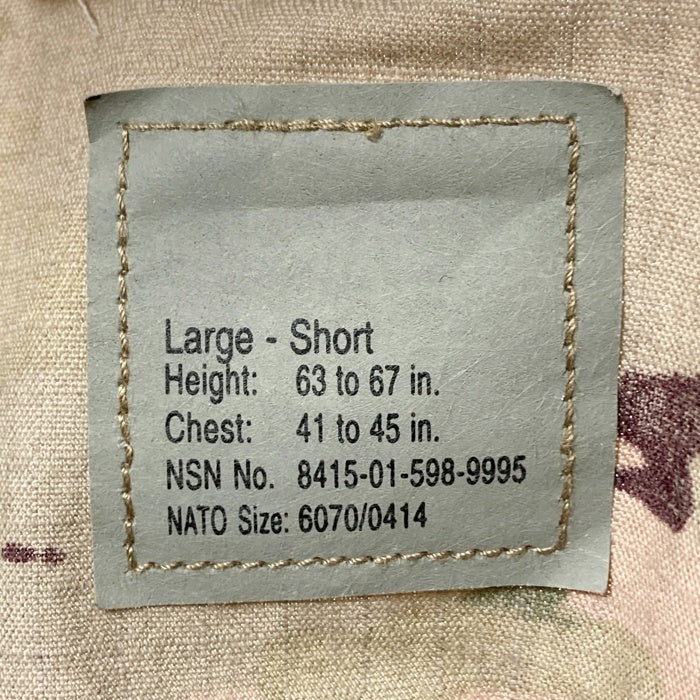 Large - Short
Height: 63 to 67 in.
Chest: 41 to 45 in.
NSN No. 8415-01-598-9995
NATO Size: 6070/0414